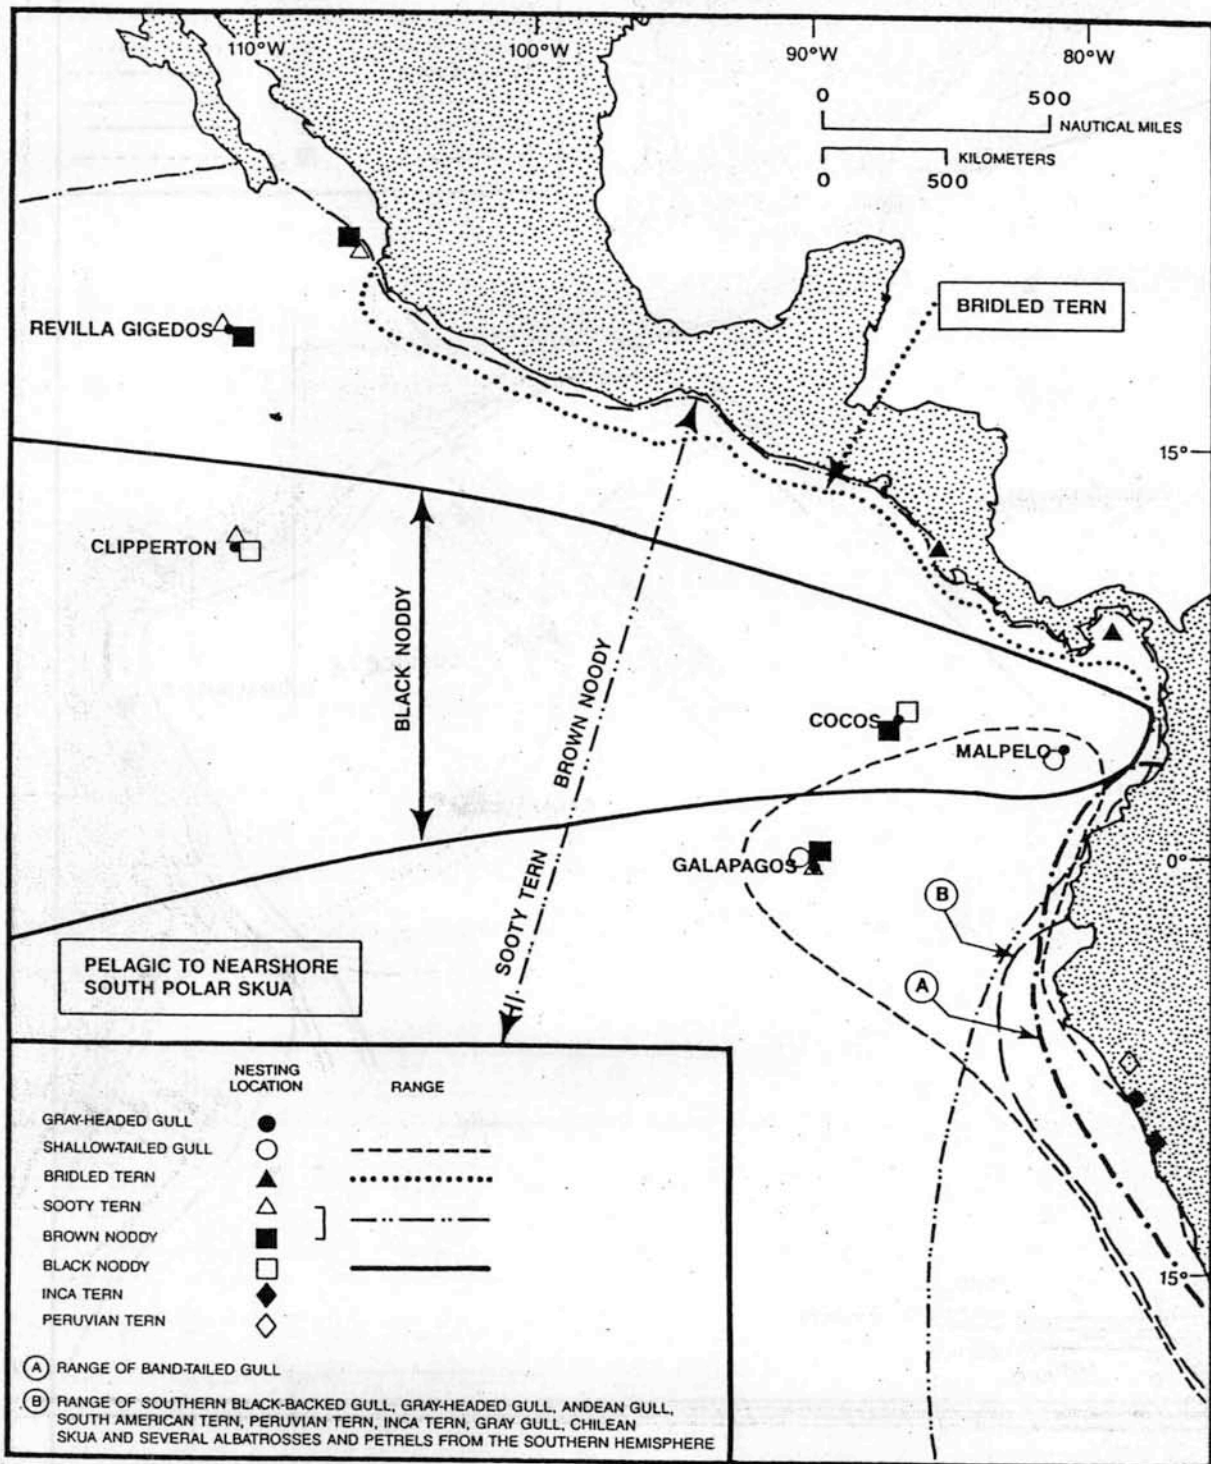 110°W
100°W
90°W
80°W
0 500
NAUTICAL MILES
KILOMETERS
0 500
BRIDLED TERN
REVILLA GIGEDOS
15°
CLIPPERTON
BLACK NODDY
BROWN NODDY
SOOTY TERN
COCOS
MALPELO
GALAPAGOS
0°
B
A
PELAGIC TO NEARSHORE
SOUTH POLAR SKUA
15°
NESTING
LOCATION
RANGE
GRAY-HEADED GULL
SHALLOW-TAILED GULL
BRIDLED TERN
SOOTY TERN
BROWN NODDY
BLACK NODDY
INCA TERN
PERUVIAN TERN
A RANGE OF BAND-TAILED GULL
B RANGE OF SOUTHERN BLACK-BACKED GULL, GRAY-HEADED GULL, ANDEAN GULL,
SOUTH AMERICAN TERN, PERUVIAN TERN, INCA TERN, GRAY GULL, CHILEAN
SKUA AND SEVERAL ALBATROSSES AND PETRELS FROM THE SOUTHERN HEMISPHERE